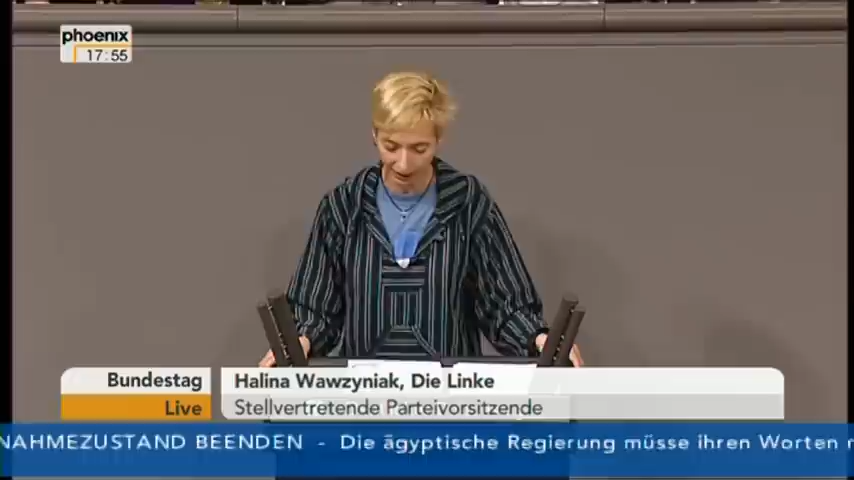 phoenix
17:55
Bundestag
Live
Halina Wawzyniak, Die Linke
Stellvertretende Parteivorsitzende
NAHMEZUSTAND BEENDEN - Die ägyptische Regierung müsse ihren Worten